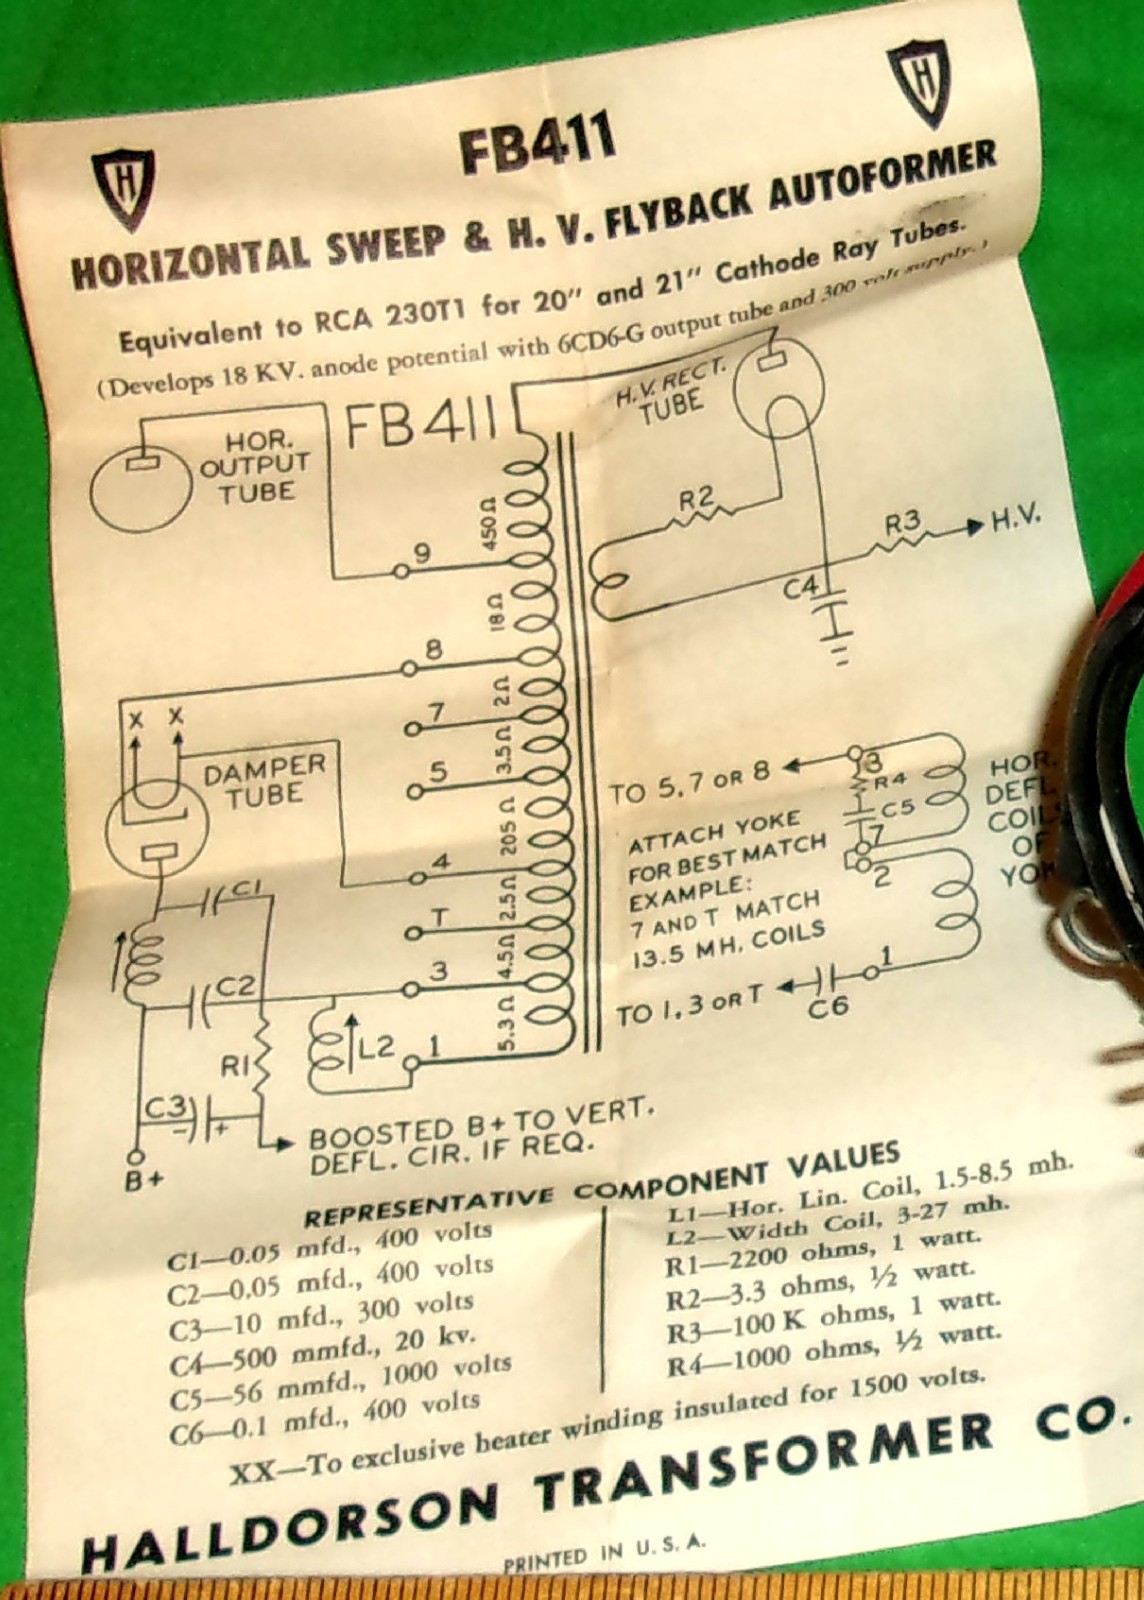 H
H
FB411
HORIZONTAL SWEEP & H. V. FLYBACK AUTOFORMER
Equivalent to RCA 230T1 for 20" and 21" Cathode Ray Tubes.
(Develops 18 KV. anode potential with 6CD6-G output tube and 300 volt supply.)
HOR.
OUTPUT
TUBE
FB411
H.V. RECT.
TUBE
450Ω
9
R2
R3
H.V.
C4
18Ω
8
2Ω
7
3.5Ω
5
X X
DAMPER
TUBE
205 Ω
4
2.5Ω
T
4.5Ω
3
5.3Ω
1
C1
C2
L2
R1
C3
- +
B+
BOOSTED B+ TO VERT.
DEFL. CIR. IF REQ.
TO 5, 7 OR 8
3
R4
C5
7
2
HOR.
DEFL
COIL
OF
YOK
ATTACH YOKE
FOR BEST MATCH
EXAMPLE:
7 AND T MATCH
13.5 MH. COILS
TO 1, 3 OR T
C6
1
REPRESENTATIVE COMPONENT VALUES
C1—0.05 mfd., 400 volts
C2—0.05 mfd., 400 volts
C3—10 mfd., 300 volts
C4—500 mmfd., 20 kv.
C5—56 mmfd., 1000 volts
C6—0.1 mfd., 400 volts
L1—Hor. Lin. Coil, 1.5-8.5 mh.
L2—Width Coil, 3-27 mh.
R1—2200 ohms, 1 watt.
R2—3.3 ohms, ½ watt.
R3—100 K ohms, 1 watt.
R4—1000 ohms, ½ watt.
XX—To exclusive heater winding insulated for 1500 volts.
HALLDORSON TRANSFORMER CO.
PRINTED IN U. S. A.